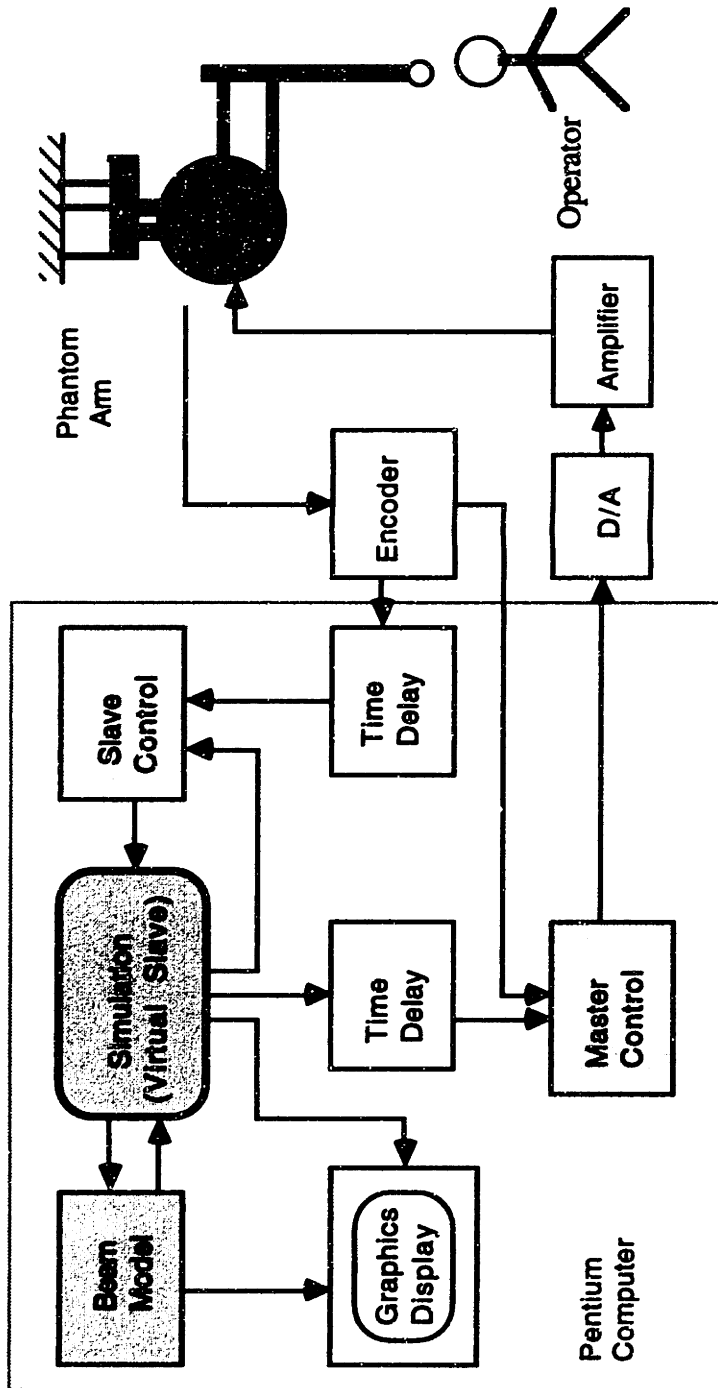 Beam
Model
Simulation
(Virtual Slave)
Slave
Control
Phantom
Arm
Graphics
Display
Time
Delay
Time
Delay
Encoder
Pentium
Computer
Master
Control
D/A
Amplifier
Operator